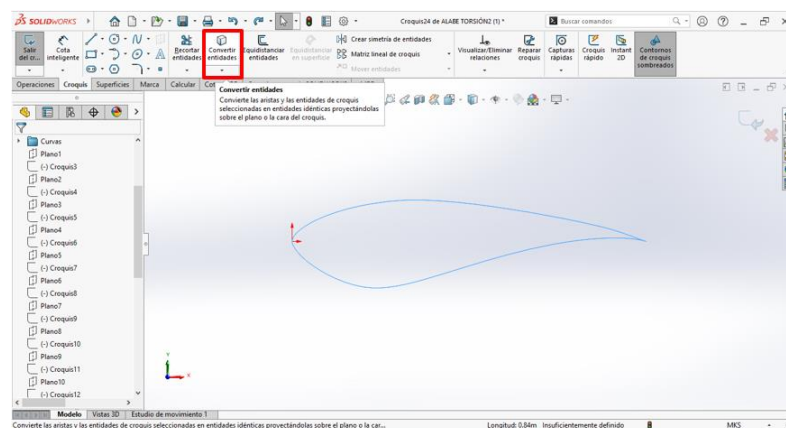 SOLIDWORKS
Croquis24 de ALABE TORSIÓN2 (1) *
Buscar comandos
Salir del cr...
Cota inteligente
Recortar entidades
Convertir entidades
Equidistanciar entidades
Equidistanciar en superficie
Crear simetría de entidades
Matriz lineal de croquis
Mover entidades
Visualizar/Eliminar relaciones
Reparar croquis
Capturas rápidas
Croquis rápido
Instant 2D
Contornos de croquis sombreados
Operaciones
Croquis
Superficies
Marca
Calcular
Convertir entidades
Convierte las aristas y las entidades de croquis
seleccionadas en entidades idénticas proyectándolas
sobre el plano o la cara del croquis.
Curvas
Plano1
(-) Croquis3
Plano2
(-) Croquis4
Plano3
(-) Croquis5
Plano4
(-) Croquis6
Plano5
(-) Croquis7
Plano6
(-) Croquis8
Plano7
(-) Croquis9
Plano8
(-) Croquis10
Plano9
(-) Croquis11
Plano10
(-) Croquis12
Y
X
Modelo
Vistas 3D
Estudio de movimiento 1
Convierte las aristas y las entidades de croquis seleccionadas en entidades idénticas proyectándolas sobre el plano o la car...
Longitud: 0.84m
Insuficientemente definido
MKS